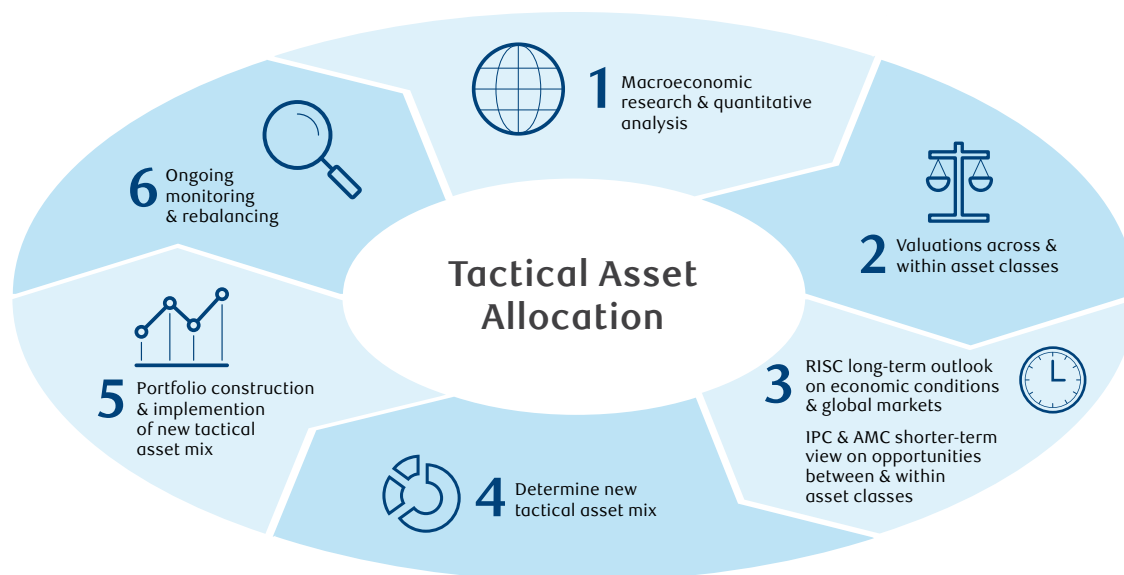 Tactical Asset
Allocation
1 Macroeconomic
research & quantitative
analysis
2 Valuations across &
within asset classes
3 RISC long-term outlook
on economic conditions
& global markets
IPC & AMC shorter-term
view on opportunities
between & within
asset classes
4 Determine new
tactical asset mix
5 Portfolio construction
& implemention
of new tactical
asset mix
6 Ongoing
monitoring
& rebalancing